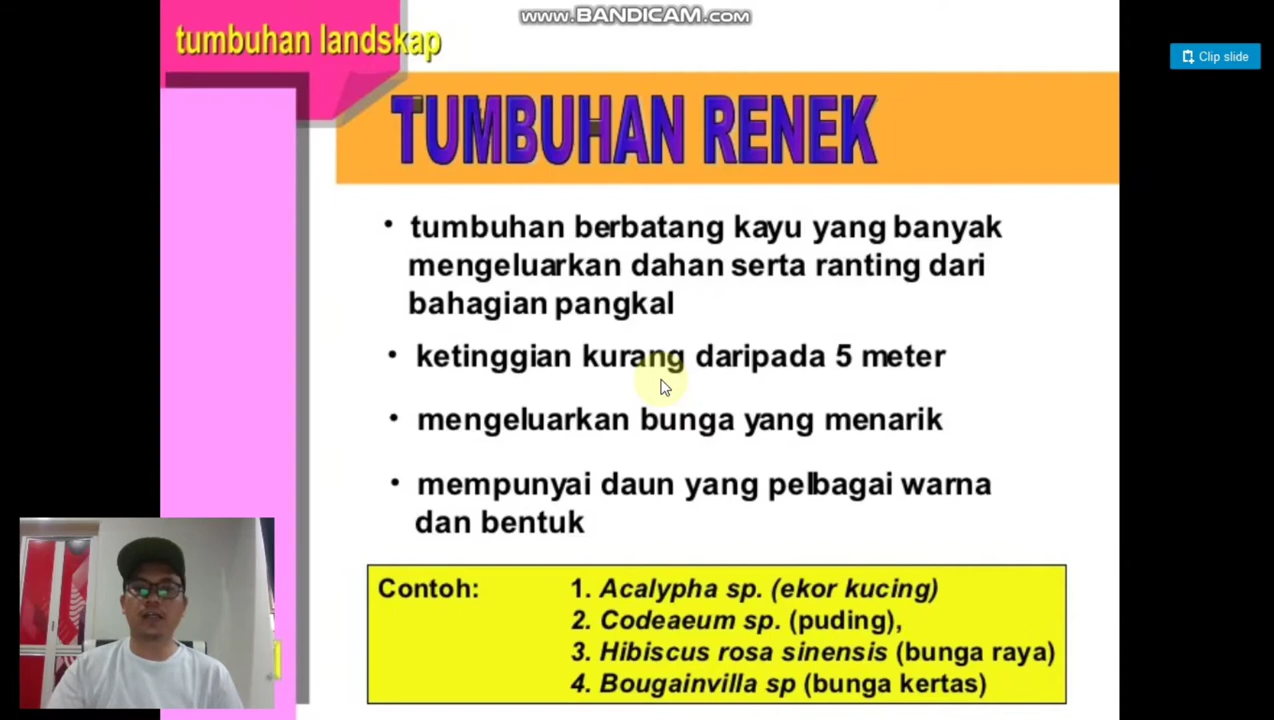 www.BANDICAM.com
Clip slide
tumbuhan landskap
TUMBUHAN RENEK
• tumbuhan berbatang kayu yang banyak
mengeluarkan dahan serta ranting dari
bahagian pangkal
• ketinggian kurang daripada 5 meter
• mengeluarkan bunga yang menarik
• mempunyai daun yang pelbagai warna
dan bentuk
Contoh: 1. Acalypha sp. (ekor kucing)
2. Codeaeum sp. (puding),
3. Hibiscus rosa sinensis (bunga raya)
4. Bougainvilla sp (bunga kertas)